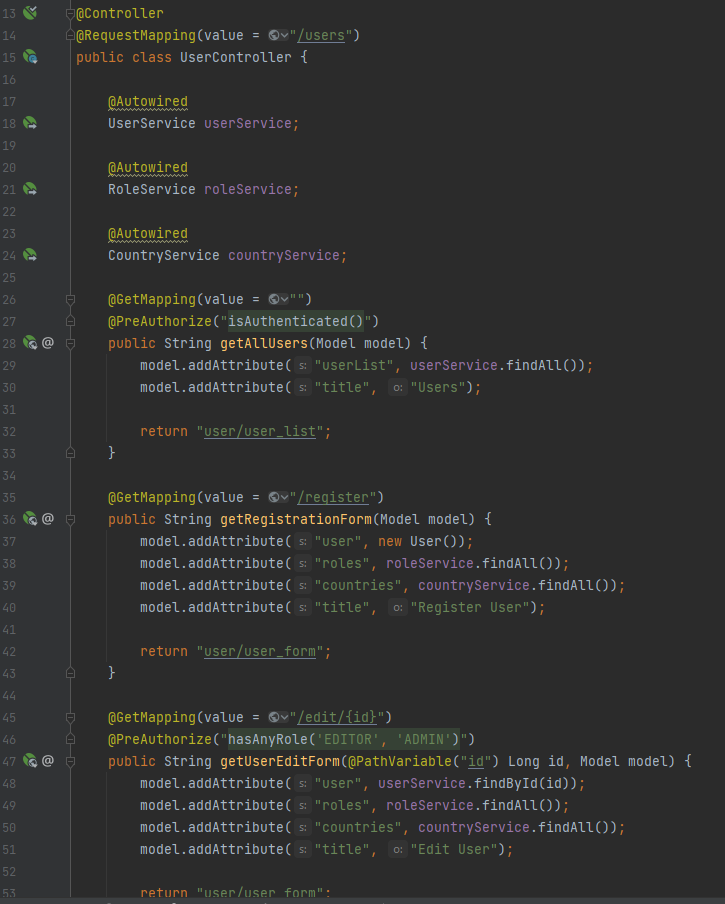 13 @Controller
14 @RequestMapping(value = "/users")
15 public class UserController {
16
17 @Autowired
18 UserService userService;
19
20 @Autowired
21 RoleService roleService;
22
23 @Autowired
24 CountryService countryService;
25
26 @GetMapping(value = "")
27 @PreAuthorize("isAuthenticated()")
28 @ public String getAllUsers(Model model) {
29 model.addAttribute( s: "userList", userService.findAll());
30 model.addAttribute( s: "title", o: "Users");
31
32 return "user/user_list";
33 }
34
35 @GetMapping(value = "/register")
36 @ public String getRegistrationForm(Model model) {
37 model.addAttribute( s: "user", new User());
38 model.addAttribute( s: "roles", roleService.findAll());
39 model.addAttribute( s: "countries", countryService.findAll());
40 model.addAttribute( s: "title", o: "Register User");
41
42 return "user/user_form";
43 }
44
45 @GetMapping(value = "/edit/{id}")
46 @PreAuthorize("hasAnyRole('EDITOR', 'ADMIN')")
47 @ public String getUserEditForm(@PathVariable("id") Long id, Model model) {
48 model.addAttribute( s: "user", userService.findById(id));
49 model.addAttribute( s: "roles", roleService.findAll());
50 model.addAttribute( s: "countries", countryService.findAll());
51 model.addAttribute( s: "title", o: "Edit User");
52
53 return "user/user_form";